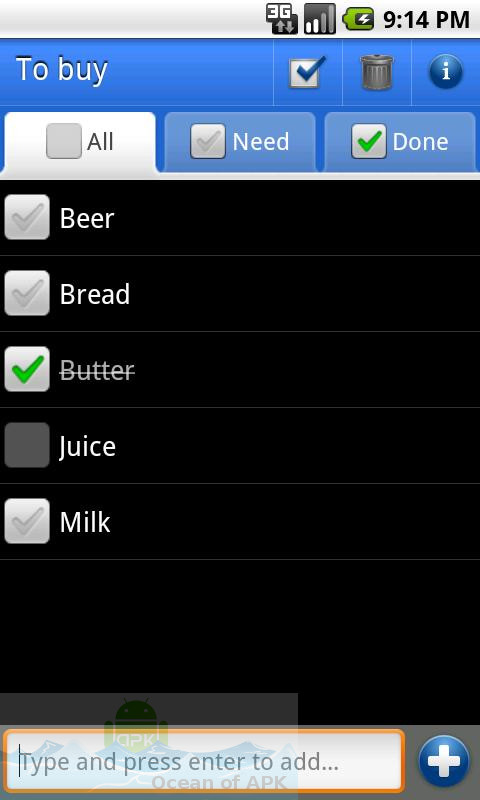 3G 9:14 PM
To buy
All Need Done
Beer
Bread
Butter
Juice
Milk
APK
Type and press enter to add...
Ocean of APK